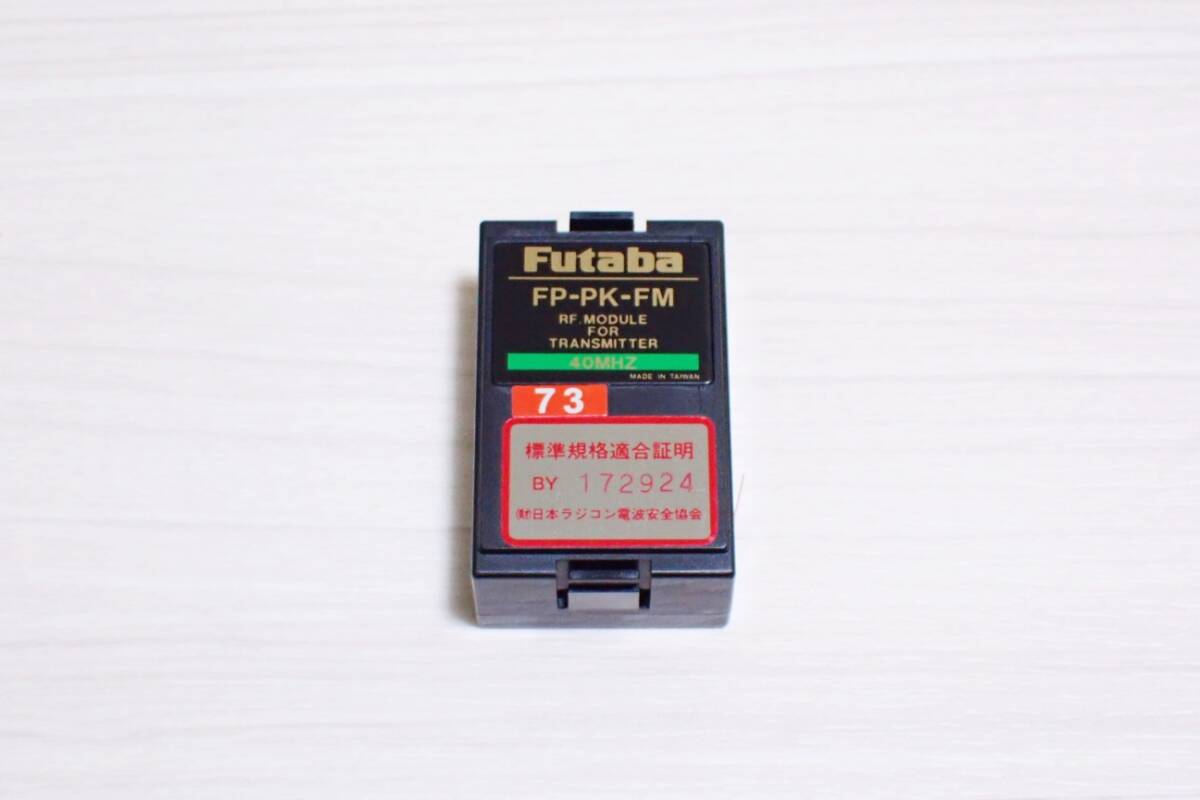 Futaba
FP-PK-FM
RF. MODULE
FOR
TRANSMITTER
40MHZ
MADE IN TAIWAN
73
標準規格適合証明
BY 172924
㈶日本ラジコン電波安全協会